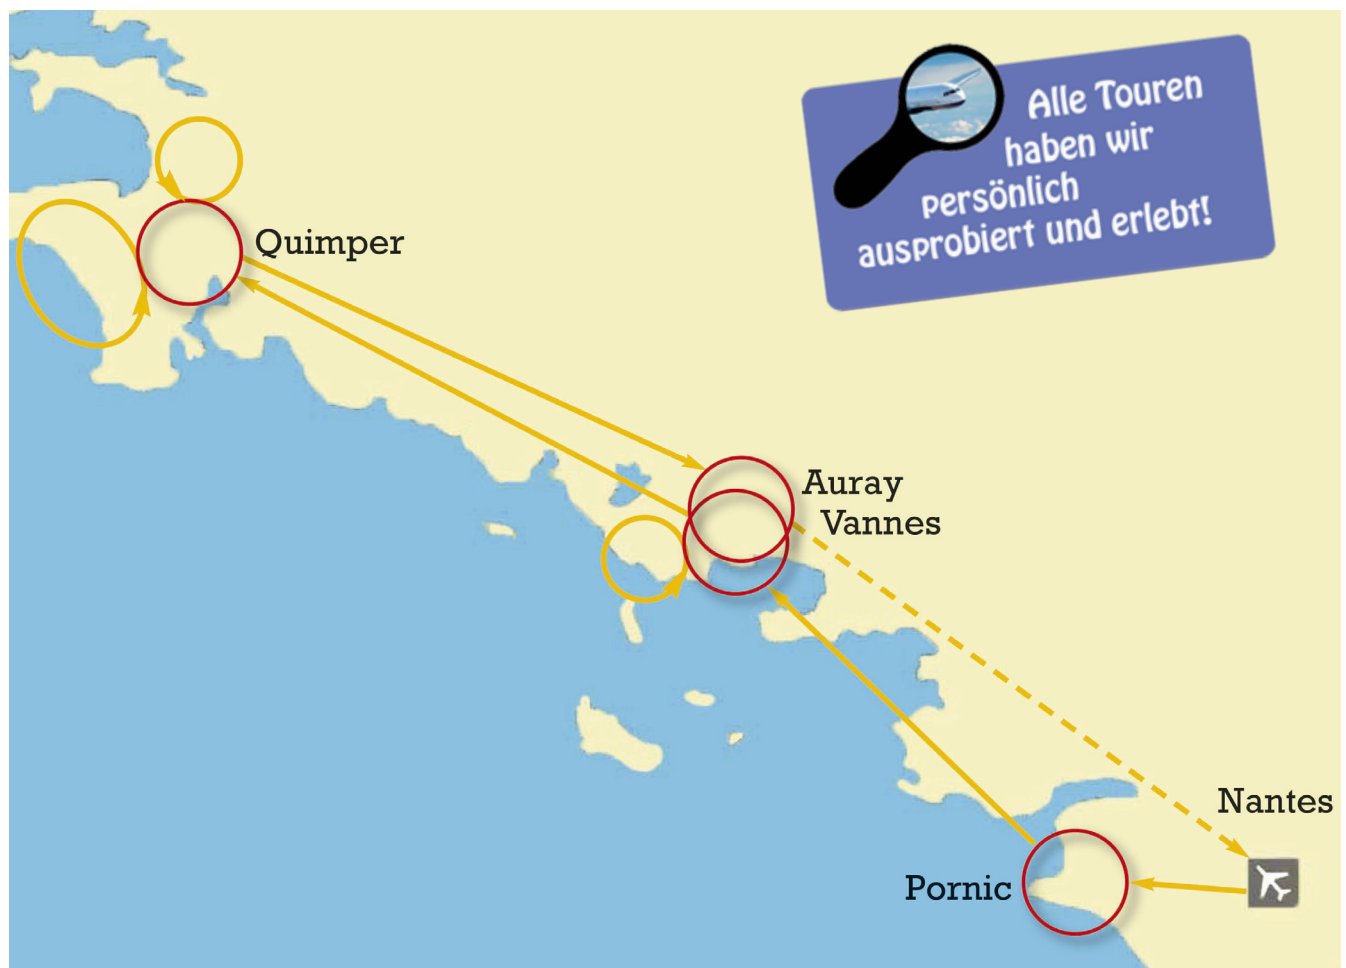 Alle Touren
haben wir
persönlich
ausprobiert und erlebt!
Quimper
Auray
Vannes
Nantes
Pornic